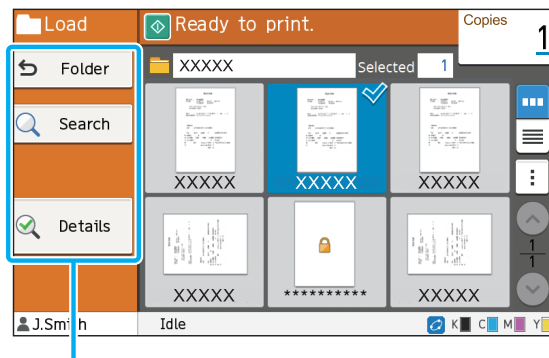 Load
Ready to print.
Copies
1
Folder
XXXXX
Selected
1
Search
XXXXX
XXXXX
XXXXX
Details
1
1
XXXXX
**********
XXXXX
J.Smith
Idle
K
C
M
Y